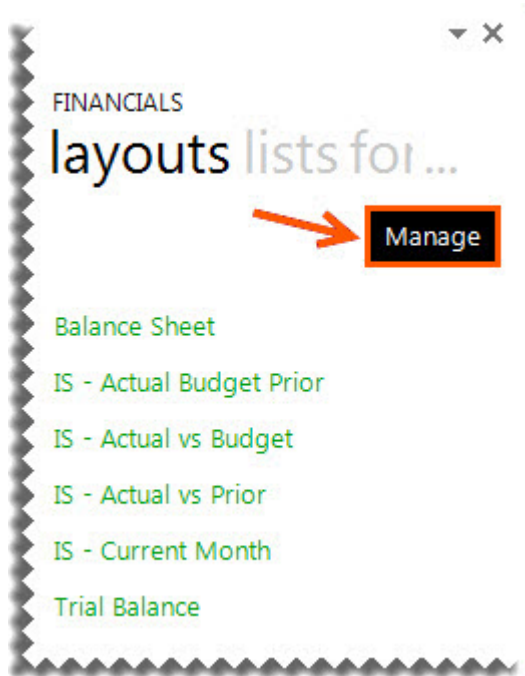 FINANCIALS
layouts lists for ...
Manage
Balance Sheet
IS - Actual Budget Prior
IS - Actual vs Budget
IS - Actual vs Prior
IS - Current Month
Trial Balance